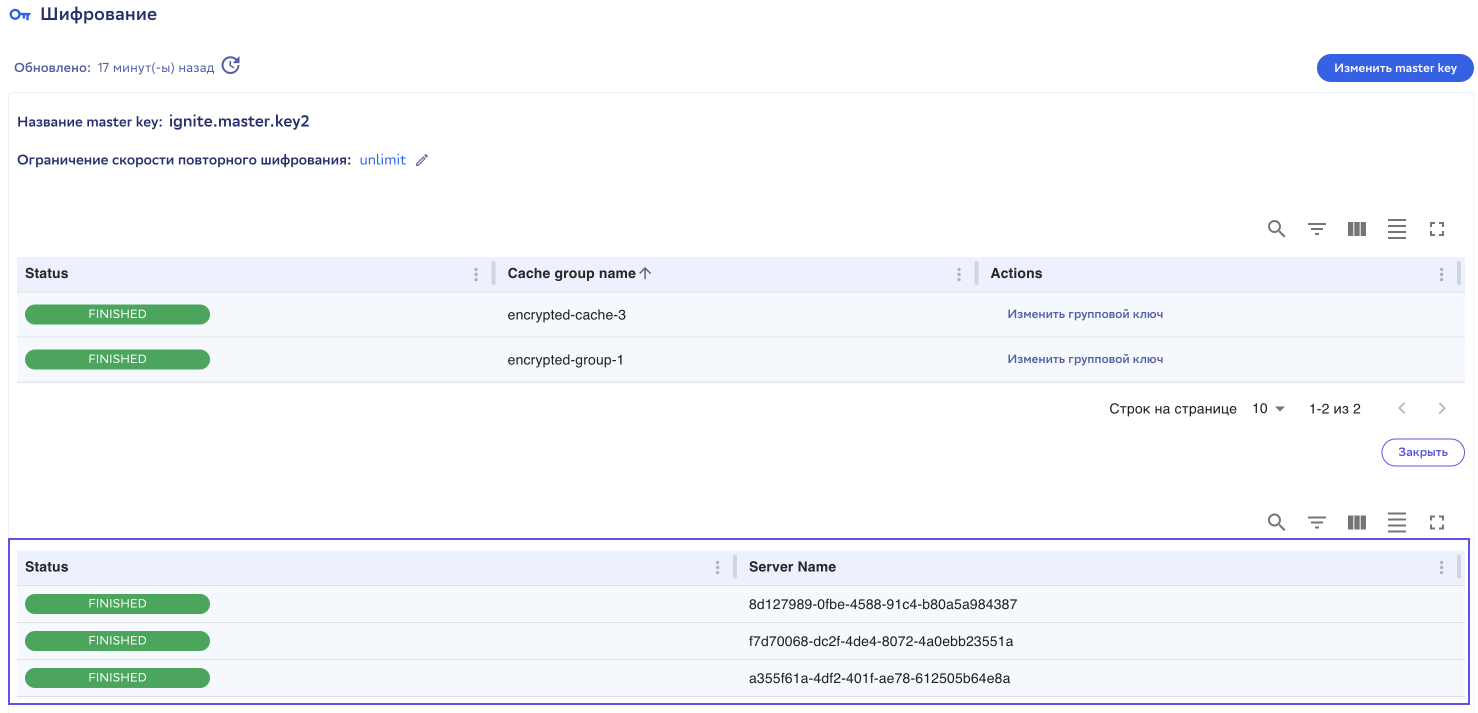 Шифрование
Обновлено: 17 минут(-ы) назад
Изменить master key
Название master key: ignite.master.key2
Ограничение скорости повторного шифрования: unlimit
Status Cache group name Actions
FINISHED encrypted-cache-3 Изменить групповой ключ
FINISHED encrypted-group-1 Изменить групповой ключ
Строк на странице 10 1-2 из 2
Закрыть
Status Server Name
FINISHED 8d127989-0fbe-4588-91c4-b80a5a984387
FINISHED f7d70068-dc2f-4de4-8072-4a0ebb23551a
FINISHED a355f61a-4df2-401f-ae78-612505b64e8a